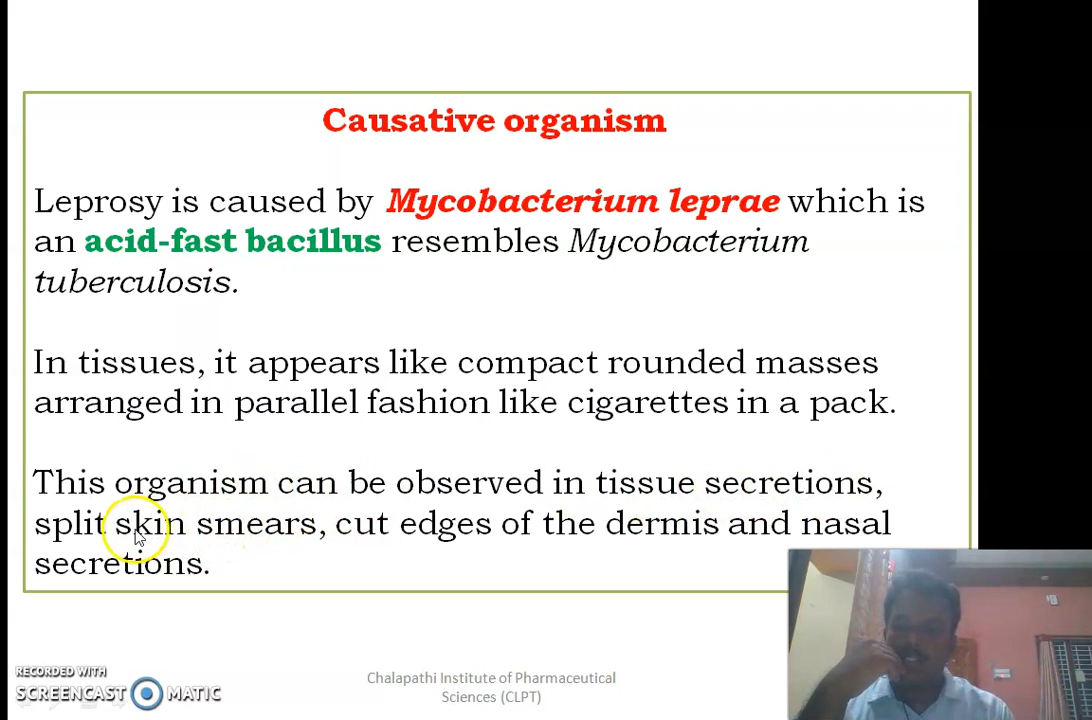 Causative organism
Leprosy is caused by Mycobacterium leprae which is
an acid-fast bacillus resembles Mycobacterium
tuberculosis.
In tissues, it appears like compact rounded masses
arranged in parallel fashion like cigarettes in a pack.
This organism can be observed in tissue secretions,
split skin smears, cut edges of the dermis and nasal
secretions.
RECORDED WITH
SCREENCAST MATIC
Chalapathi Institute of Pharmaceutical
Sciences (CLPT)